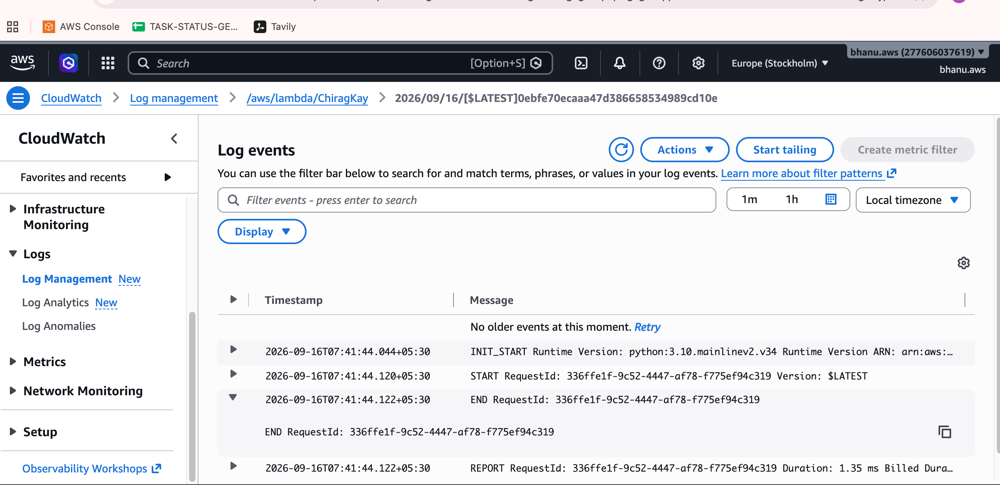 AWS Console TASK-STATUS-GE... Tavily
aws Search [Option+S] Europe (Stockholm) bhanu.aws (277606037619)
bhanu.aws
CloudWatch Log management /aws/lambda/ChiragKay 2026/09/16/[$LATEST]0ebfe70ecaaa47d386658534989cd10e
CloudWatch
Favorites and recents
Infrastructure
Monitoring
Logs
Log Management New
Log Analytics New
Log Anomalies
Metrics
Network Monitoring
Setup
Observability Workshops
Log events
Actions Start tailing Create metric filter
You can use the filter bar below to search for and match terms, phrases, or values in your log events. Learn more about filter patterns
Filter events - press enter to search 1m 1h Local timezone
Display
Timestamp Message
No older events at this moment. Retry
2026-09-16T07:41:44.044+05:30 INIT_START Runtime Version: python:3.10.mainlinev2.v34 Runtime Version ARN: arn:aws:…
2026-09-16T07:41:44.120+05:30 START RequestId: 336ffe1f-9c52-4447-af78-f775ef94c319 Version: $LATEST
2026-09-16T07:41:44.122+05:30 END RequestId: 336ffe1f-9c52-4447-af78-f775ef94c319
END RequestId: 336ffe1f-9c52-4447-af78-f775ef94c319
2026-09-16T07:41:44.122+05:30 REPORT RequestId: 336ffe1f-9c52-4447-af78-f775ef94c319 Duration: 1.35 ms Billed Dura…